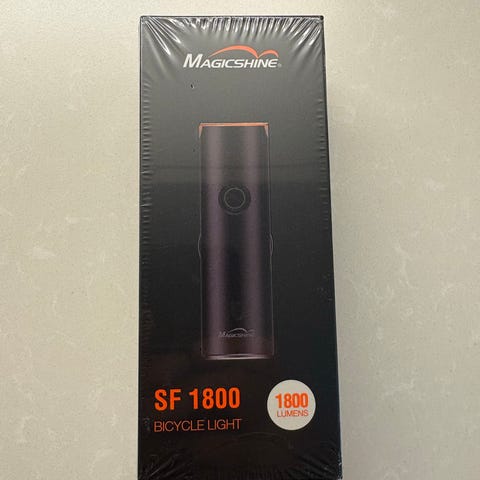 MAGICSHINE®
MAGICSHINE
SF 1800
BICYCLE LIGHT
1800
LUMENS